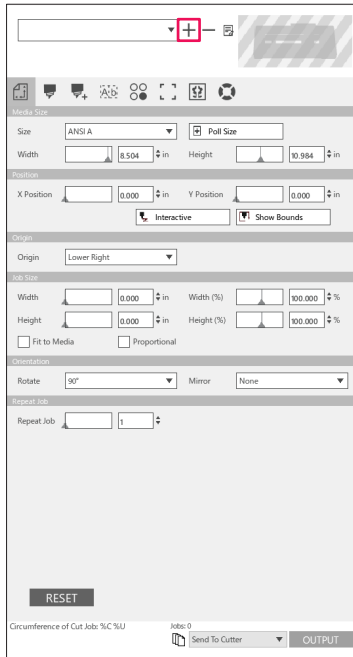 Media Size
Size ANSI A Poll Size
Width 8.504 in Height 10.984 in
Position
X Position 0.000 in Y Position 0.000 in
Interactive Show Bounds
Origin
Origin Lower Right
Job Size
Width 0.000 in Width (%) 100.000 %
Height 0.000 in Height (%) 100.000 %
Fit to Media Proportional
Orientation
Rotate 90° Mirror None
Repeat Job
Repeat Job 1
RESET
Circumference of Cut Job: %C %U Jobs: 0
Send To Cutter OUTPUT